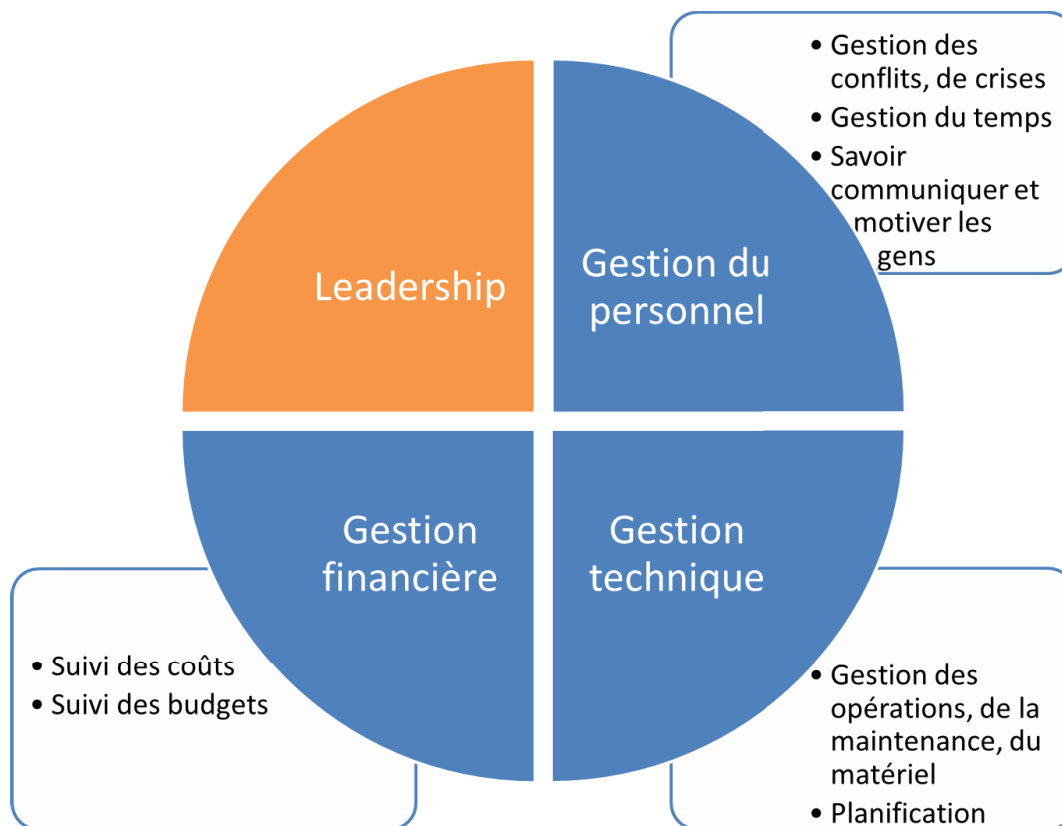 • Gestion des
conflits, de crises
• Gestion du temps
• Savoir
communiquer et
motiver les
gens
Leadership
Gestion du
personnel
Gestion
financière
Gestion
technique
• Suivi des coûts
• Suivi des budgets
• Gestion des
opérations, de la
maintenance, du
matériel
• Planification